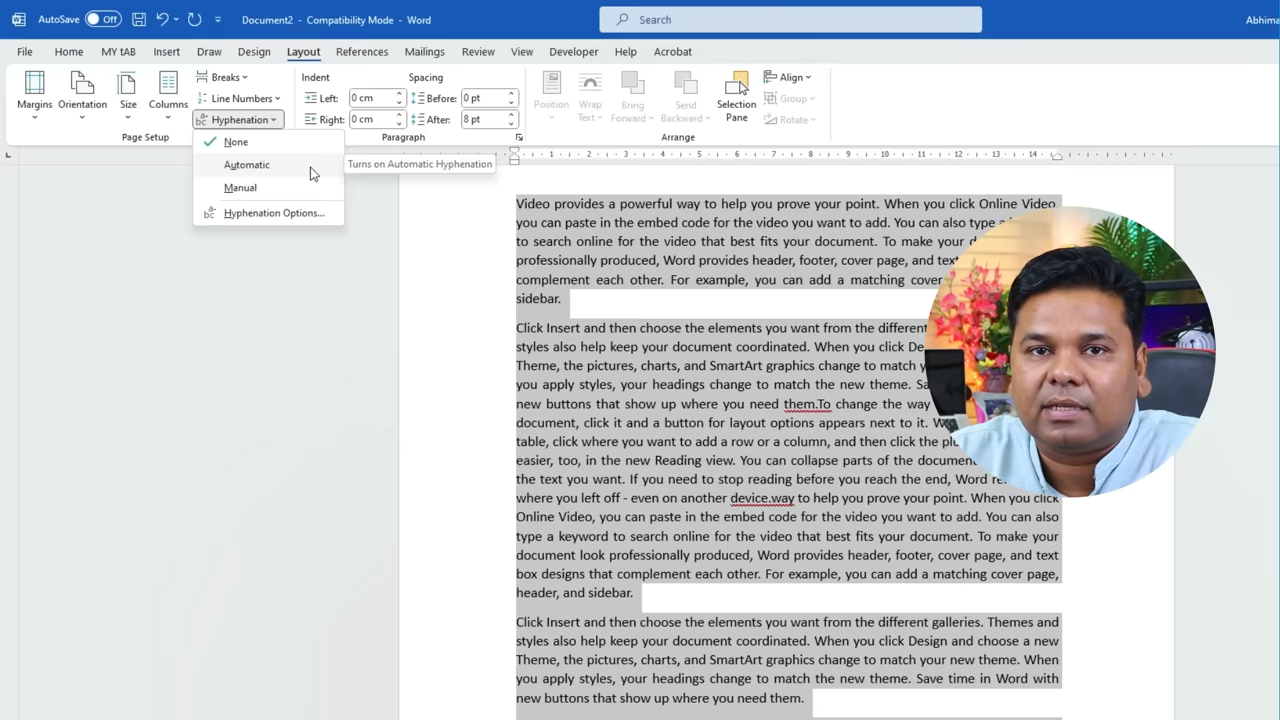 AutoSave Off Document2 - Compatibility Mode - Word Search Abhima
File Home MY tAB Insert Draw Design Layout References Mailings Review View Developer Help Acrobat
Margins Orientation Size Columns Breaks Line Numbers Hyphenation
Page Setup
Indent Spacing
Left: 0 cm Before: 0 pt
Right: 0 cm After: 8 pt
Paragraph
Position Wrap Text Bring Forward Send Backward Selection Pane Align Group Rotate
Arrange
None
Automatic
Manual
Hyphenation Options...
Turns on Automatic Hyphenation
1 2 3 4 5 6 7 8 9 10 11 12 13 14
Video provides a powerful way to help you prove your point. When you click Online Video,
you can paste in the embed code for the video you want to add. You can also type a
to search online for the video that best fits your document. To make your
professionally produced, Word provides header, footer, cover page, and
complement each other. For example, you can add a matching cover
sidebar.
Click Insert and then choose the elements you want from the different
styles also help keep your document coordinated. When you click
Theme, the pictures, charts, and SmartArt graphics change to match
you apply styles, your headings change to match the new theme.
new buttons that show up where you need them.To change the way
document, click it and a button for layout options appears next to it.
table, click where you want to add a row or a column, and then click the
easier, too, in the new Reading view. You can collapse parts of the document
the text you want. If you need to stop reading before you reach the end, Word
where you left off - even on another device.way to help you prove your point. When you click
Online Video, you can paste in the embed code for the video you want to add. You can also
type a keyword to search online for the video that best fits your document. To make your
document look professionally produced, Word provides header, footer, cover page, and text
box designs that complement each other. For example, you can add a matching cover page,
header, and sidebar.
Click Insert and then choose the elements you want from the different galleries. Themes and
styles also help keep your document coordinated. When you click Design and choose a new
Theme, the pictures, charts, and SmartArt graphics change to match your new theme. When
you apply styles, your headings change to match the new theme. Save time in Word with
new buttons that show up where you need them.